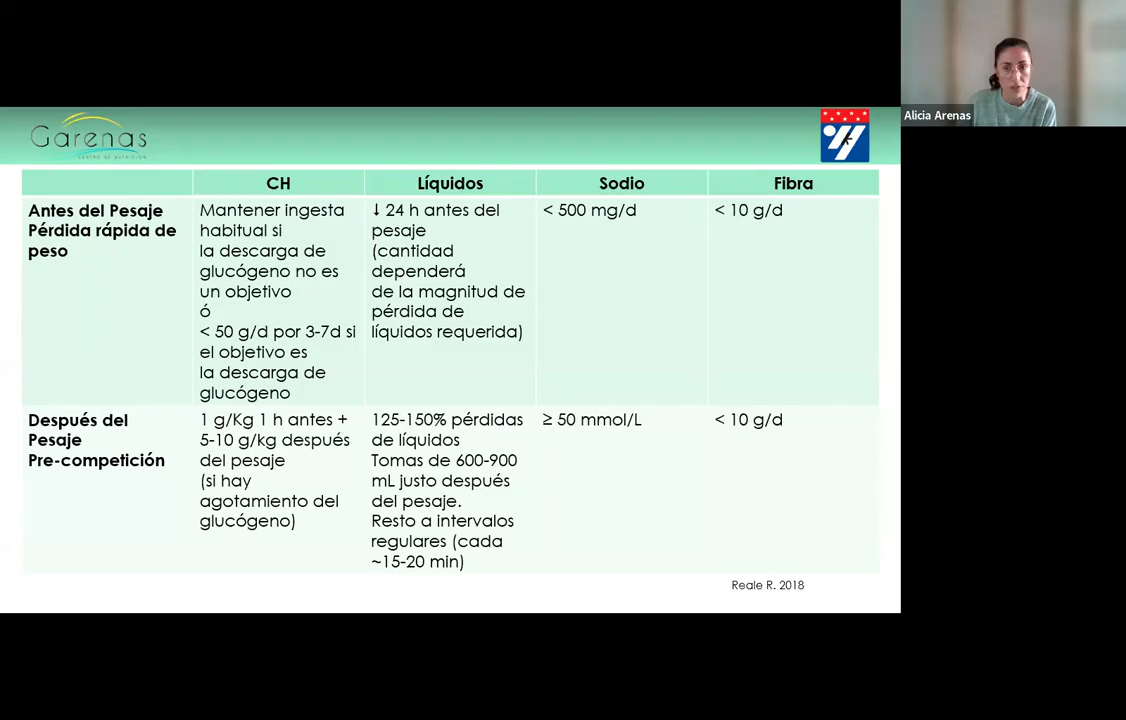 Alicia Arenas
Garenas
CENTRO DE NUTRICIÓN
CH
Líquidos
Sodio
Fibra
Antes del Pesaje
Pérdida rápida de
peso
Mantener ingesta
habitual si
la descarga de
glucógeno no es
un objetivo
ó
< 50 g/d por 3-7d si
el objetivo es
la descarga de
glucógeno
↓ 24 h antes del
pesaje
(cantidad
dependerá
de la magnitud de
pérdida de
líquidos requerida)
< 500 mg/d
< 10 g/d
Después del
Pesaje
Pre-competición
1 g/Kg 1 h antes +
5-10 g/kg después
del pesaje
(si hay
agotamiento del
glucógeno)
125-150% pérdidas
de líquidos
Tomas de 600-900
mL justo después
del pesaje.
Resto a intervalos
regulares (cada
~15-20 min)
≥ 50 mmol/L
< 10 g/d
Reale R. 2018